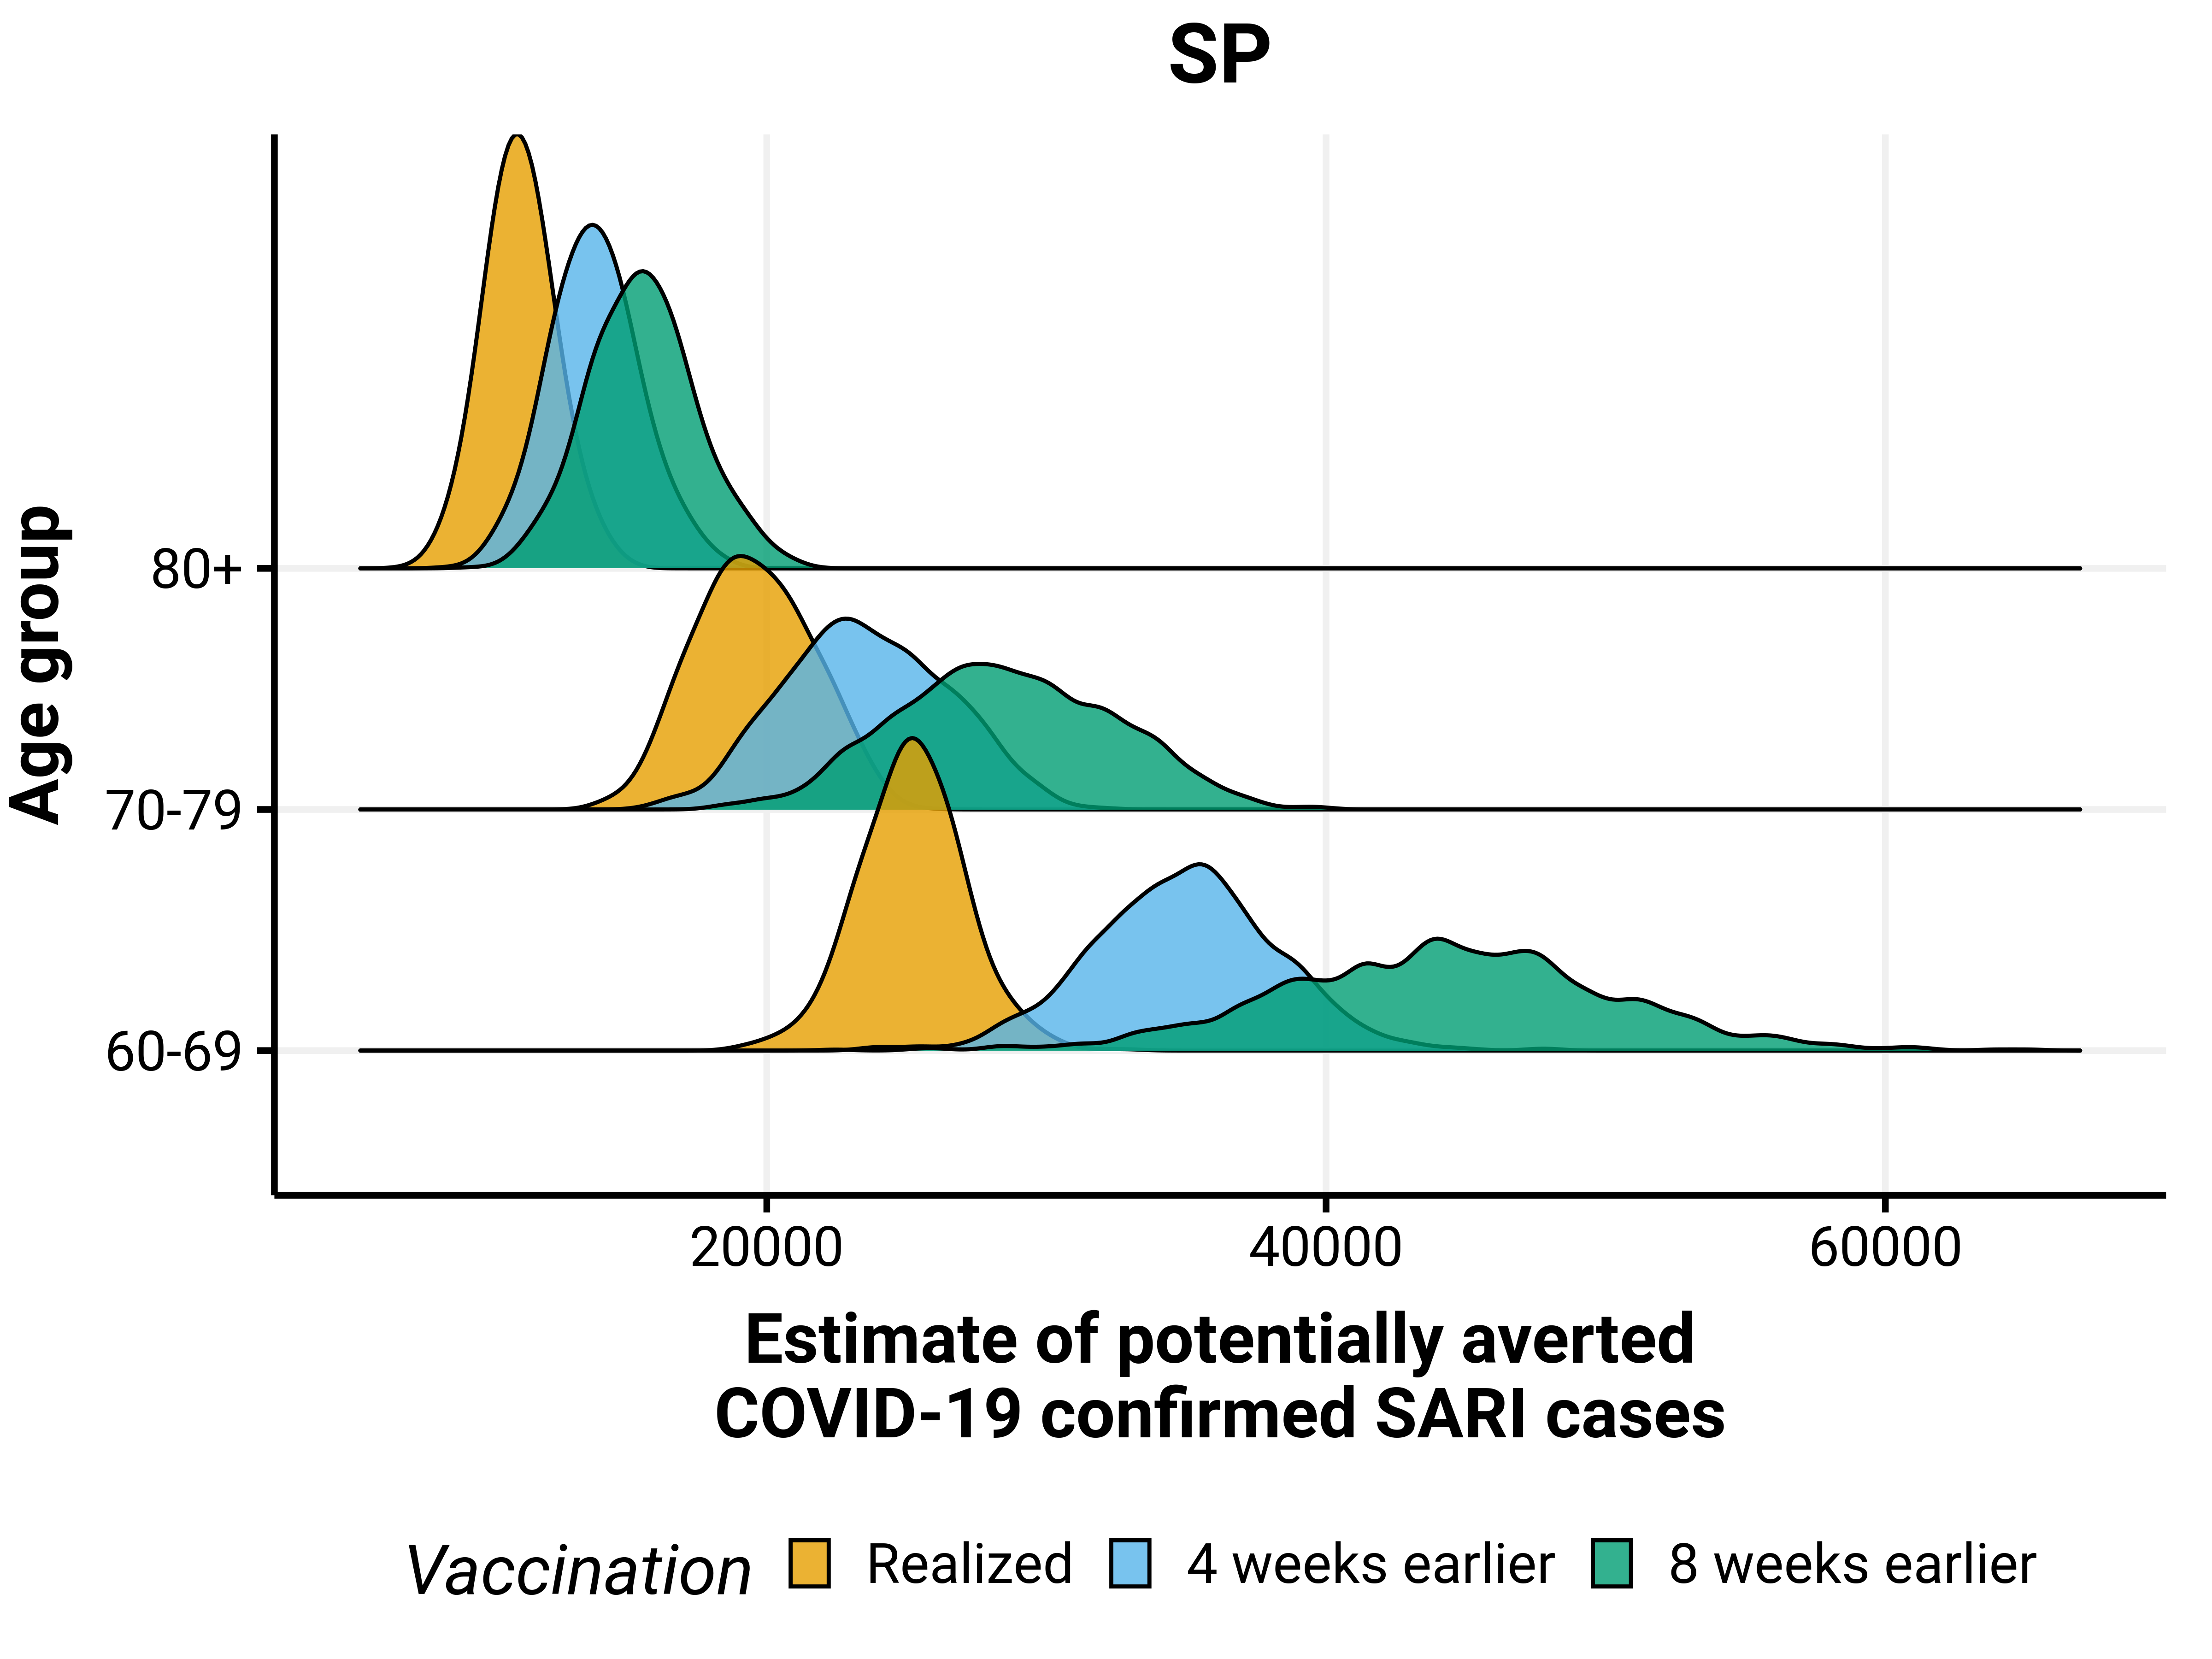 SP
Age group
80+
70-79
60-69
20000 40000 60000
Estimate of potentially averted
COVID-19 confirmed SARI cases
Vaccination Realized 4 weeks earlier 8 weeks earlier